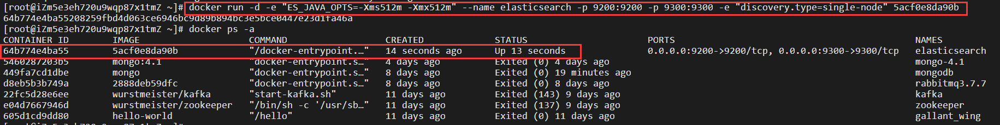 [root@iZm5e3eh720u9wqp87x1tmZ ~]# docker run -d -e "ES_JAVA_OPTS=-Xms512m -Xmx512m" --name elasticsearch -p 9200:9200 -p 9300:9300 -e "discovery.type=single-node" 5acf0e8da90b
64b774e4ba55208259fbd4d063ce6946bc9d89b894bc3e5bce0447e23d1fa46a
[root@iZm5e3eh720u9wqp87x1tmZ ~]# docker ps -a
CONTAINER ID IMAGE COMMAND CREATED STATUS PORTS NAMES
64b774e4ba55 5acf0e8da90b "/docker-entrypoint.…" 14 seconds ago Up 13 seconds 0.0.0.0:9200->9200/tcp, 0.0.0.0:9300->9300/tcp elasticsearch
5460287203b5 mongo:4.1 "docker-entrypoint.s…" 4 days ago Exited (0) 4 days ago mongo-4.1
449fa7cd1dbe mongo "docker-entrypoint.s…" 8 days ago Exited (0) 19 minutes ago mongodb
d8eb5b3b749a 2888deb59dfc "docker-entrypoint.s…" 8 days ago Exited (0) 8 days ago rabbitmq3.7.7
22fc5d28e6ee wurstmeister/kafka "start-kafka.sh" 11 days ago Exited (143) 9 days ago kafka
e04d7667946d wurstmeister/zookeeper "/bin/sh -c '/usr/sb…" 11 days ago Exited (137) 9 days ago zookeeper
605d1cd9dd80 hello-world "/hello" 11 days ago Exited (0) 11 days ago gallant_wing